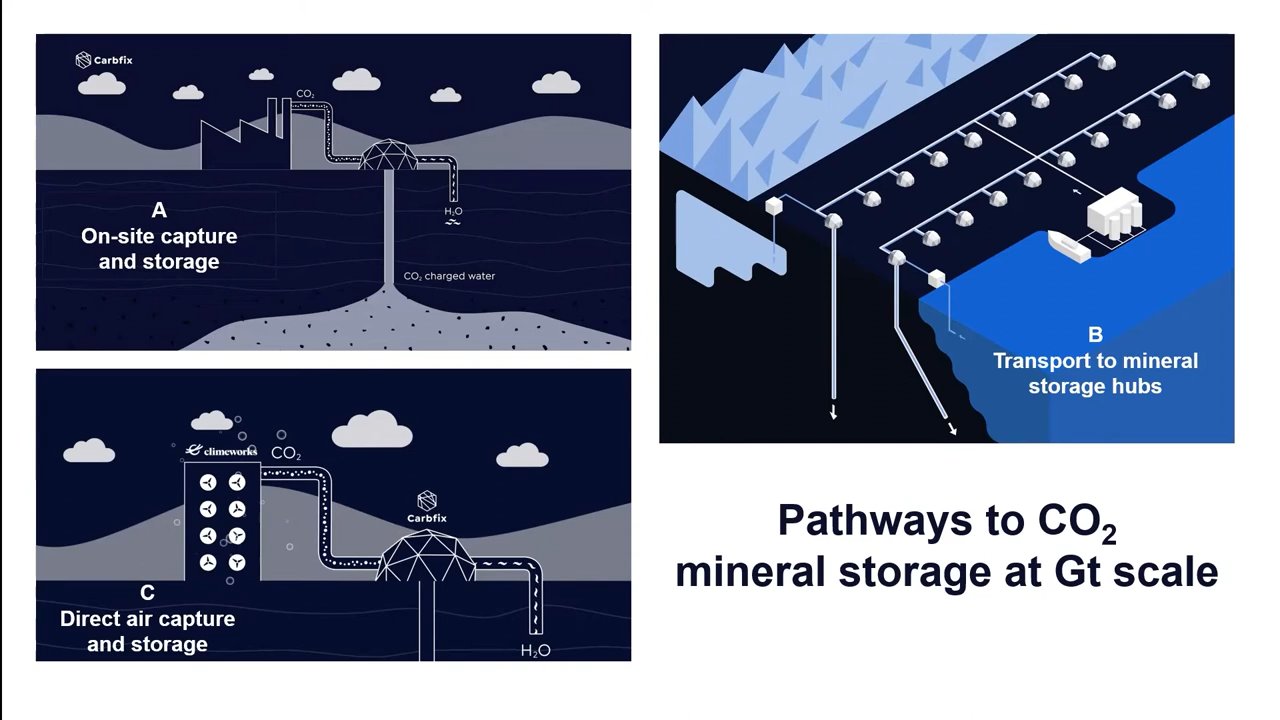 Carbfix
CO₂
H₂O
A
On-site capture
and storage
CO₂ charged water
B
Transport to mineral
storage hubs
climeworks
CO₂
Carbfix
C
Direct air capture
and storage
H₂O
Pathways to CO₂
mineral storage at Gt scale